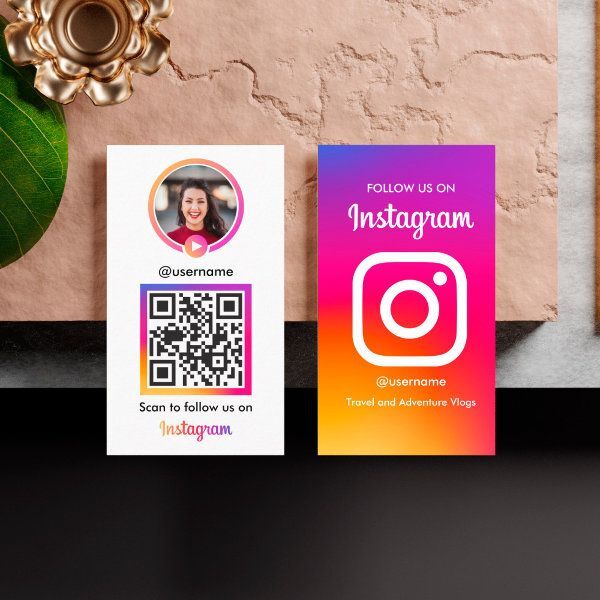 @username
Scan to follow us on
Instagram
FOLLOW US ON
Instagram
@username
Travel and Adventure Vlogs